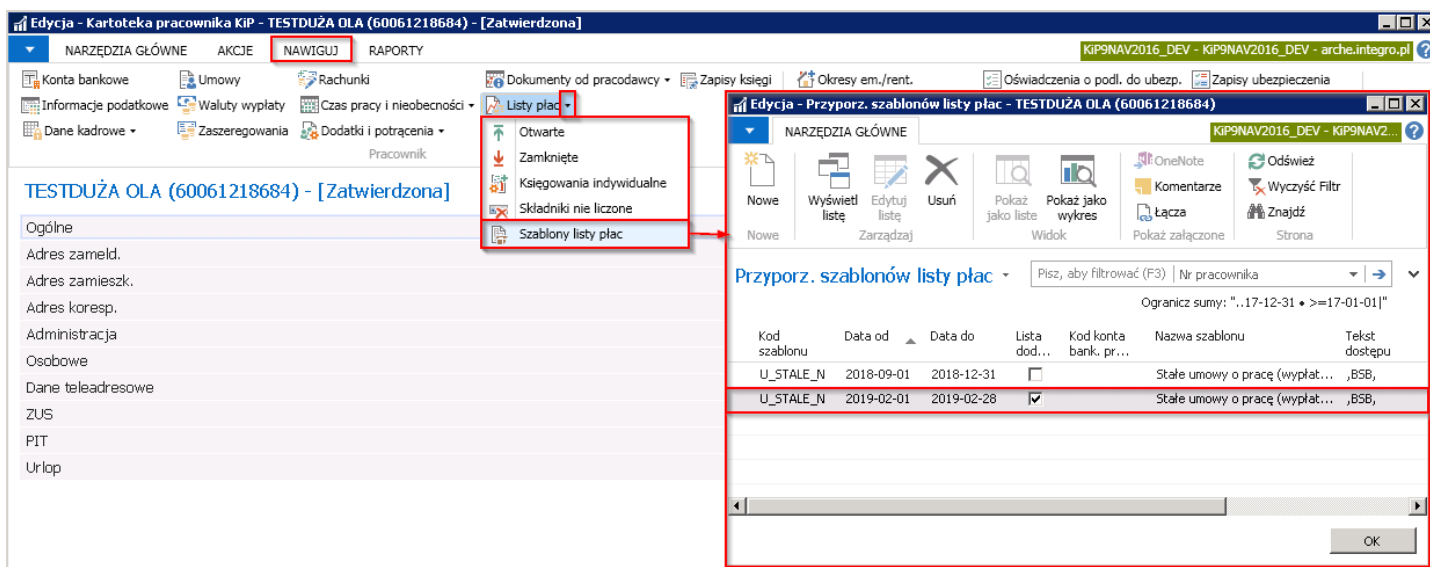 Edycja - Kartoteka pracownika KiP - TESTDUŻA OLA (60061218684) - [Zatwierdzona]
NARZĘDZIA GŁÓWNE AKCJE NAWIGUJ RAPORTY
KiP9NAV2016_DEV - KiP9NAV2016_DEV - arche.integro.pl
Konta bankowe Umowy Rachunki Dokumenty od pracodawcy Zapisy księgi Okresy em./rent. Oświadczenia o podl. do ubezp. Zapisy ubezpieczenia
Informacje podatkowe Waluty wypłaty Czas pracy i nieobecności Listy płac
Dane kadrowe Zaszeregowania Dodatki i potrącenia
Pracownik
Otwarte
Zamknięte
Księgowania indywidualne
Składniki nie liczone
Szablony listy płac
TESTDUŻA OLA (60061218684) - [Zatwierdzona]
Ogólne
Adres zameld.
Adres zamieszk.
Adres koresp.
Administracja
Osobowe
Dane teleadresowe
ZUS
PIT
Urlop
Edycja - Przyporz. szablonów listy płac - TESTDUŻA OLA (60061218684)
NARZĘDZIA GŁÓWNE
KiP9NAV2016_DEV - KiP9NAV2...
Nowe
Wyświetl listę
Edytuj listę
Usuń
Pokaż jako liste
Pokaż jako wykres
OneNote
Komentarze
Łącza
Odśwież
Wyczyść Filtr
Znajdź
Nowe Zarządzaj Widok Pokaż załączone Strona
Przyporz. szablonów listy płac
Pisz, aby filtrować (F3) Nr pracownika
Ogranicz sumy: "..17-12-31 • >=17-01-01|"
Kod szablonu Data od Data do Lista dod... Kod konta bank. pr... Nazwa szablonu Tekst dostępu
U_STALE_N 2018-09-01 2018-12-31 Stałe umowy o pracę (wypłat... ,BSB,
U_STALE_N 2019-02-01 2019-02-28 Stałe umowy o pracę (wypłat... ,BSB,
OK